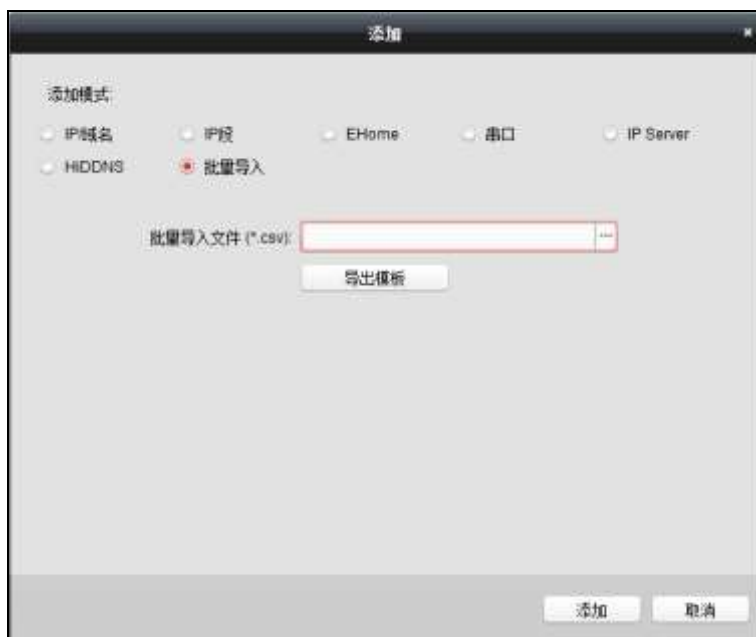 添加
添加模式:
IP/域名 IP段 EHome 串口 IP Server
HiDDNS 批量导入
批量导入文件 (*.csv):
导出模板
添加 取消